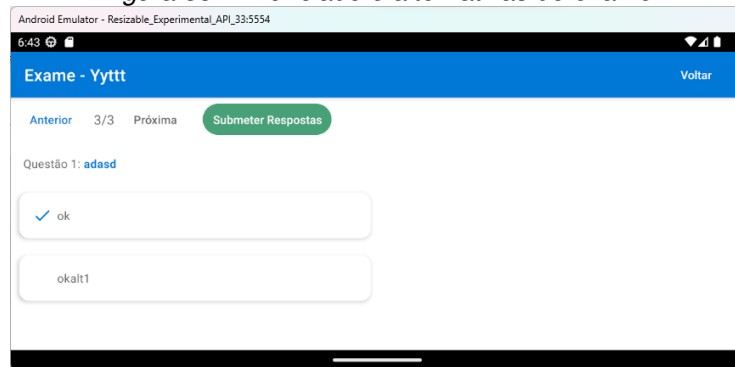 Android Emulator - Resizable_Experimental_API_33:5554
6:43
Exame - Yyttt
Voltar
Anterior 3/3 Próxima Submeter Respostas
Questão 1: adasd
ok
okalt1